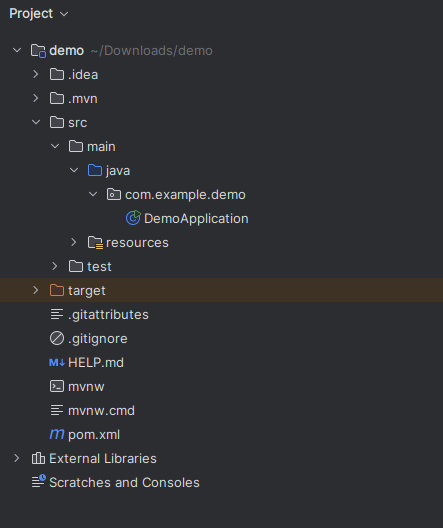 Project
demo ~/Downloads/demo
.idea
.mvn
src
main
java
com.example.demo
DemoApplication
resources
test
target
.gitattributes
.gitignore
M↓ HELP.md
mvnw
mvnw.cmd
m pom.xml
External Libraries
Scratches and Consoles